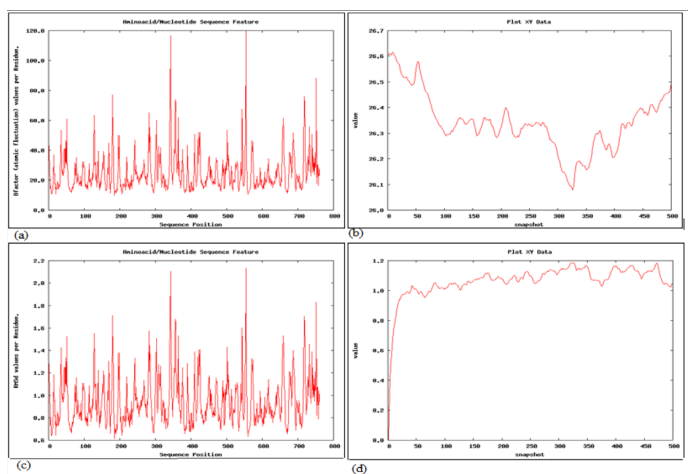 Aminoacid/Nucleotide Sequence Feature
BFactor (atomic fluctuation) values per Residue,
120,0
100,0
80,0
60,0
40,0
20,0
0,0
0 100 200 300 400 500 600 700 800
Sequence Position
(a)
Plot XY Data
value
26,7
26,6
26,5
26,4
26,3
26,2
26,1
26,0
0 50 100 150 200 250 300 350 400 450 500
snapshot
(b)
Aminoacid/Nucleotide Sequence Feature
RMSd values per Residue,
2,2
2,0
1,8
1,6
1,4
1,2
1,0
0,8
0,6
0 100 200 300 400 500 600 700 800
Sequence Position
(c)
Plot XY Data
value
1,2
1,0
0,8
0,6
0,4
0,2
0,0
0 50 100 150 200 250 300 350 400 450 500
snapshot
(d)